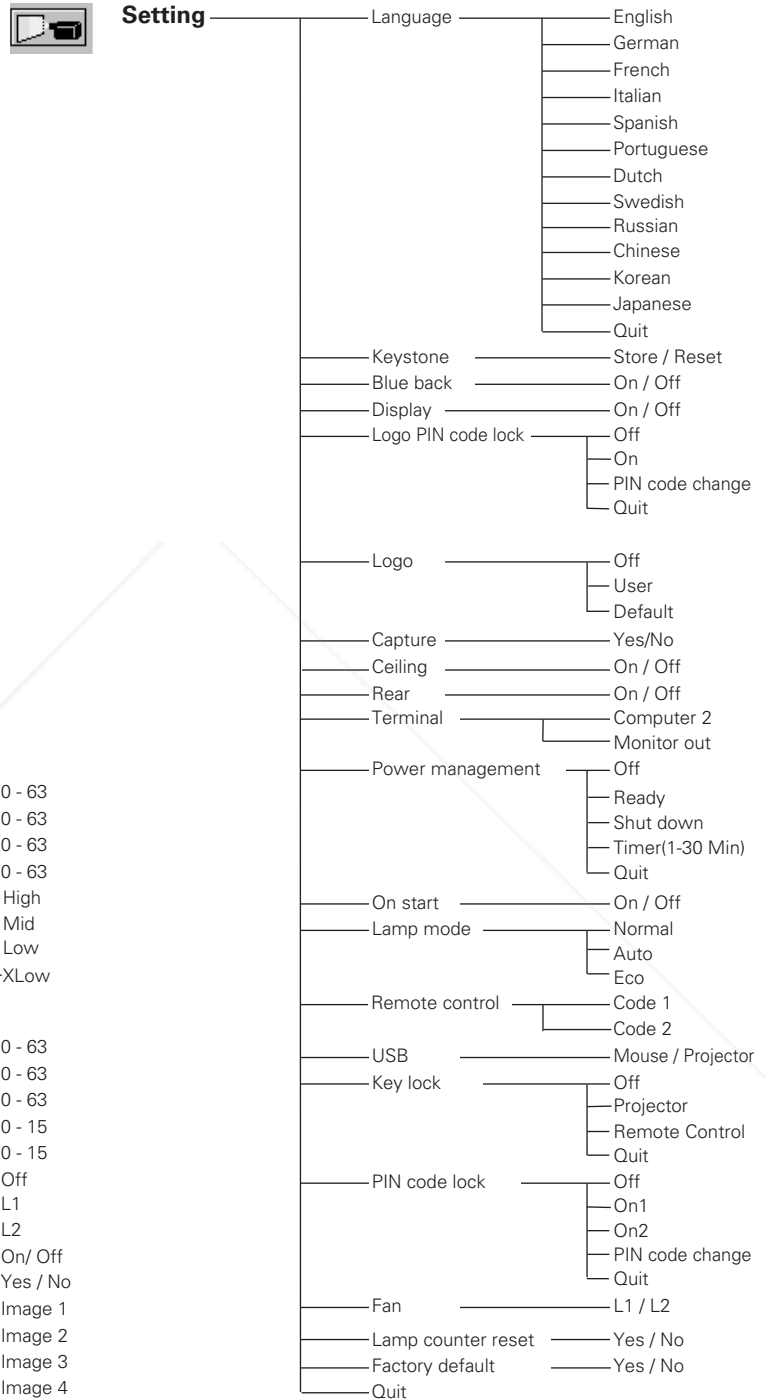 Setting
Language
English
German
French
Italian
Spanish
Portuguese
Dutch
Swedish
Russian
Chinese
Korean
Japanese
Quit
Keystone Store / Reset
Blue back On / Off
Display On / Off
Logo PIN code lock Off
On
PIN code change
Quit
Logo Off
User
Default
Capture Yes/No
Ceiling On / Off
Rear On / Off
Terminal Computer 2
Monitor out
Power management Off
Ready
Shut down
Timer(1-30 Min)
Quit
On start On / Off
Lamp mode Normal
Auto
Eco
Remote control Code 1
Code 2
USB Mouse / Projector
Key lock Off
Projector
Remote Control
Quit
PIN code lock Off
On1
On2
PIN code change
Quit
Fan L1 / L2
Lamp counter reset Yes / No
Factory default Yes / No
Quit
0 - 63
0 - 63
0 - 63
0 - 63
High
Mid
Low
XLow
0 - 63
0 - 63
0 - 63
0 - 15
0 - 15
Off
L1
L2
On/ Off
Yes / No
Image 1
Image 2
Image 3
Image 4